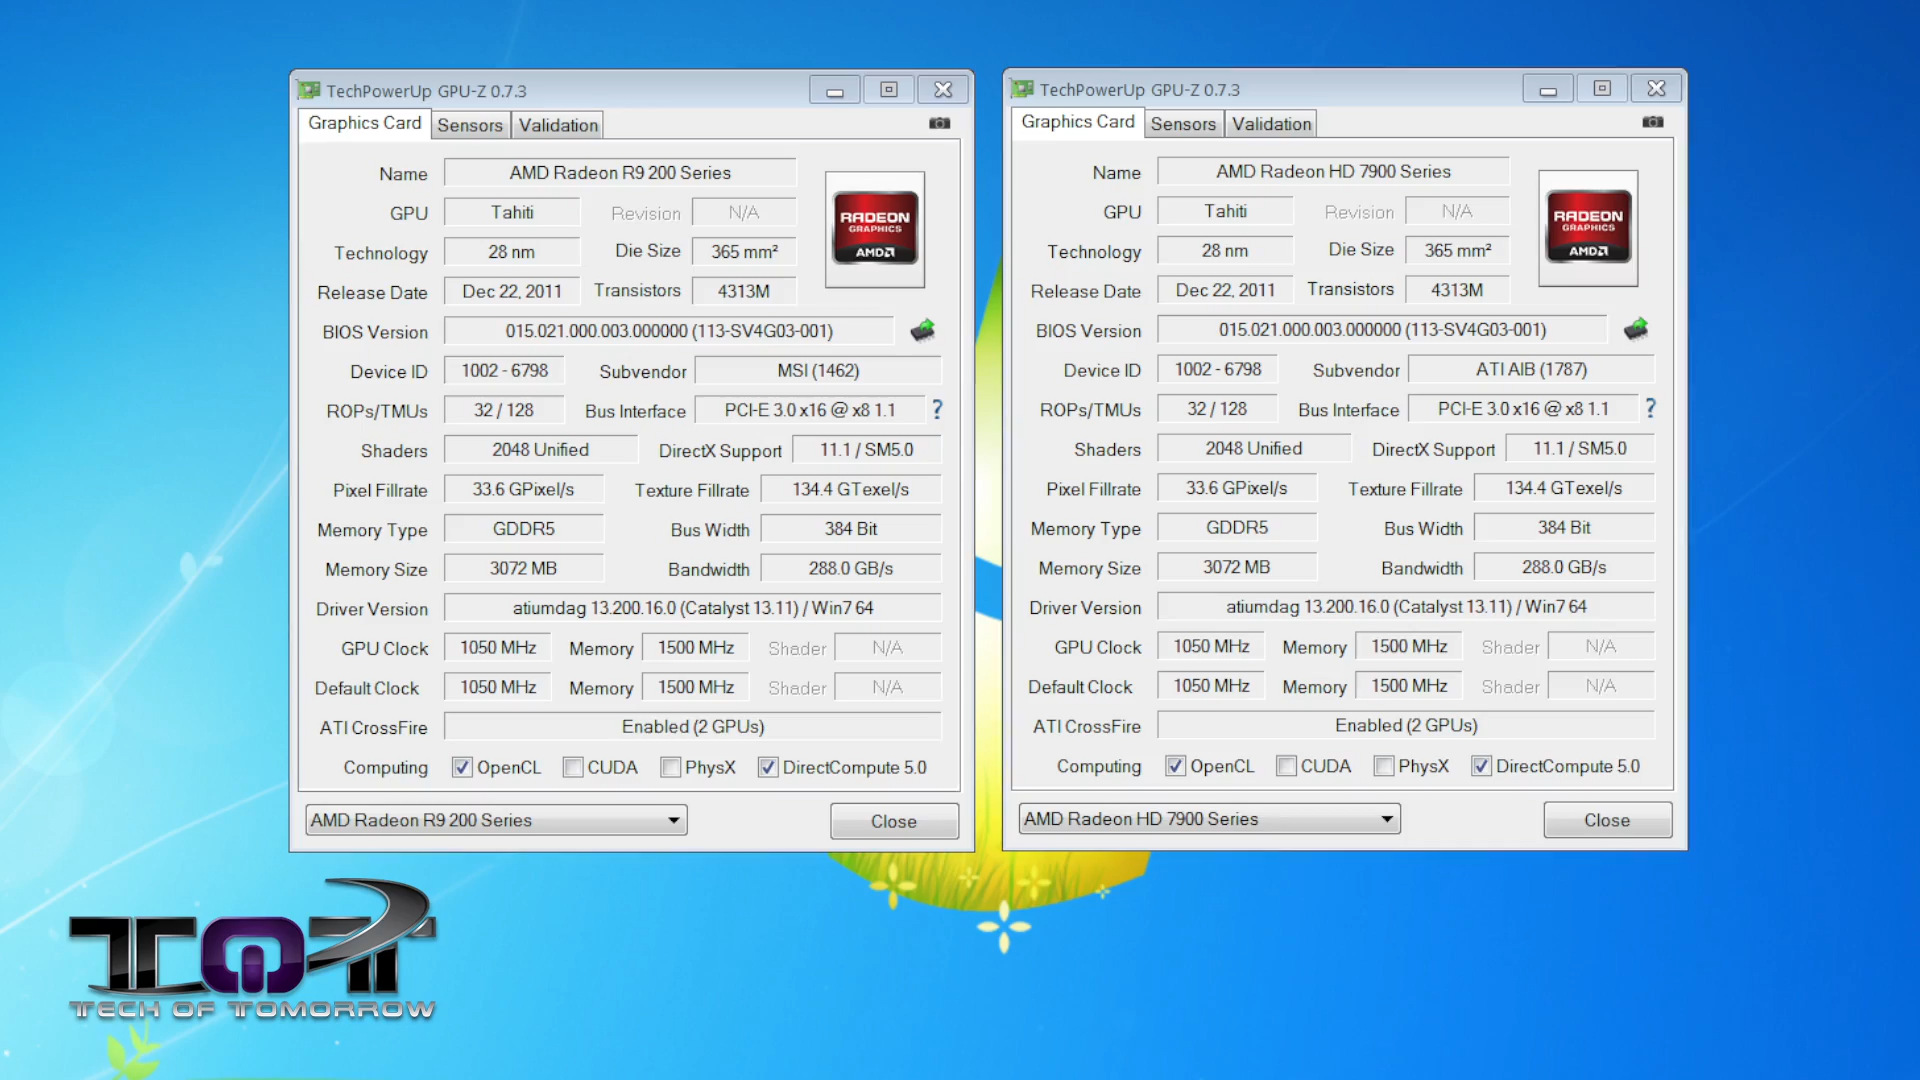 TechPowerUp GPU-Z 0.7.3
Graphics Card Sensors Validation
Name AMD Radeon R9 200 Series
GPU Tahiti Revision N/A
RADEON
GRAPHICS
AMD
Technology 28 nm Die Size 365 mm²
Release Date Dec 22, 2011 Transistors 4313M
BIOS Version 015.021.000.003.000000 (113-SV4G03-001)
Device ID 1002 - 6798 Subvendor MSI (1462)
ROPs/TMUs 32 / 128 Bus Interface PCI-E 3.0 x16 @ x8 1.1 ?
Shaders 2048 Unified DirectX Support 11.1 / SM5.0
Pixel Fillrate 33.6 GPixel/s Texture Fillrate 134.4 GTexel/s
Memory Type GDDR5 Bus Width 384 Bit
Memory Size 3072 MB Bandwidth 288.0 GB/s
Driver Version atiumdag 13.200.16.0 (Catalyst 13.11) / Win7 64
GPU Clock 1050 MHz Memory 1500 MHz Shader N/A
Default Clock 1050 MHz Memory 1500 MHz Shader N/A
ATI CrossFire Enabled (2 GPUs)
Computing OpenCL CUDA PhysX DirectCompute 5.0
AMD Radeon R9 200 Series Close
TechPowerUp GPU-Z 0.7.3
Graphics Card Sensors Validation
Name AMD Radeon HD 7900 Series
GPU Tahiti Revision N/A
RADEON
GRAPHICS
AMD
Technology 28 nm Die Size 365 mm²
Release Date Dec 22, 2011 Transistors 4313M
BIOS Version 015.021.000.003.000000 (113-SV4G03-001)
Device ID 1002 - 6798 Subvendor ATI AIB (1787)
ROPs/TMUs 32 / 128 Bus Interface PCI-E 3.0 x16 @ x8 1.1 ?
Shaders 2048 Unified DirectX Support 11.1 / SM5.0
Pixel Fillrate 33.6 GPixel/s Texture Fillrate 134.4 GTexel/s
Memory Type GDDR5 Bus Width 384 Bit
Memory Size 3072 MB Bandwidth 288.0 GB/s
Driver Version atiumdag 13.200.16.0 (Catalyst 13.11) / Win7 64
GPU Clock 1050 MHz Memory 1500 MHz Shader N/A
Default Clock 1050 MHz Memory 1500 MHz Shader N/A
ATI CrossFire Enabled (2 GPUs)
Computing OpenCL CUDA PhysX DirectCompute 5.0
AMD Radeon HD 7900 Series Close
TOT
TECH OF TOMORROW